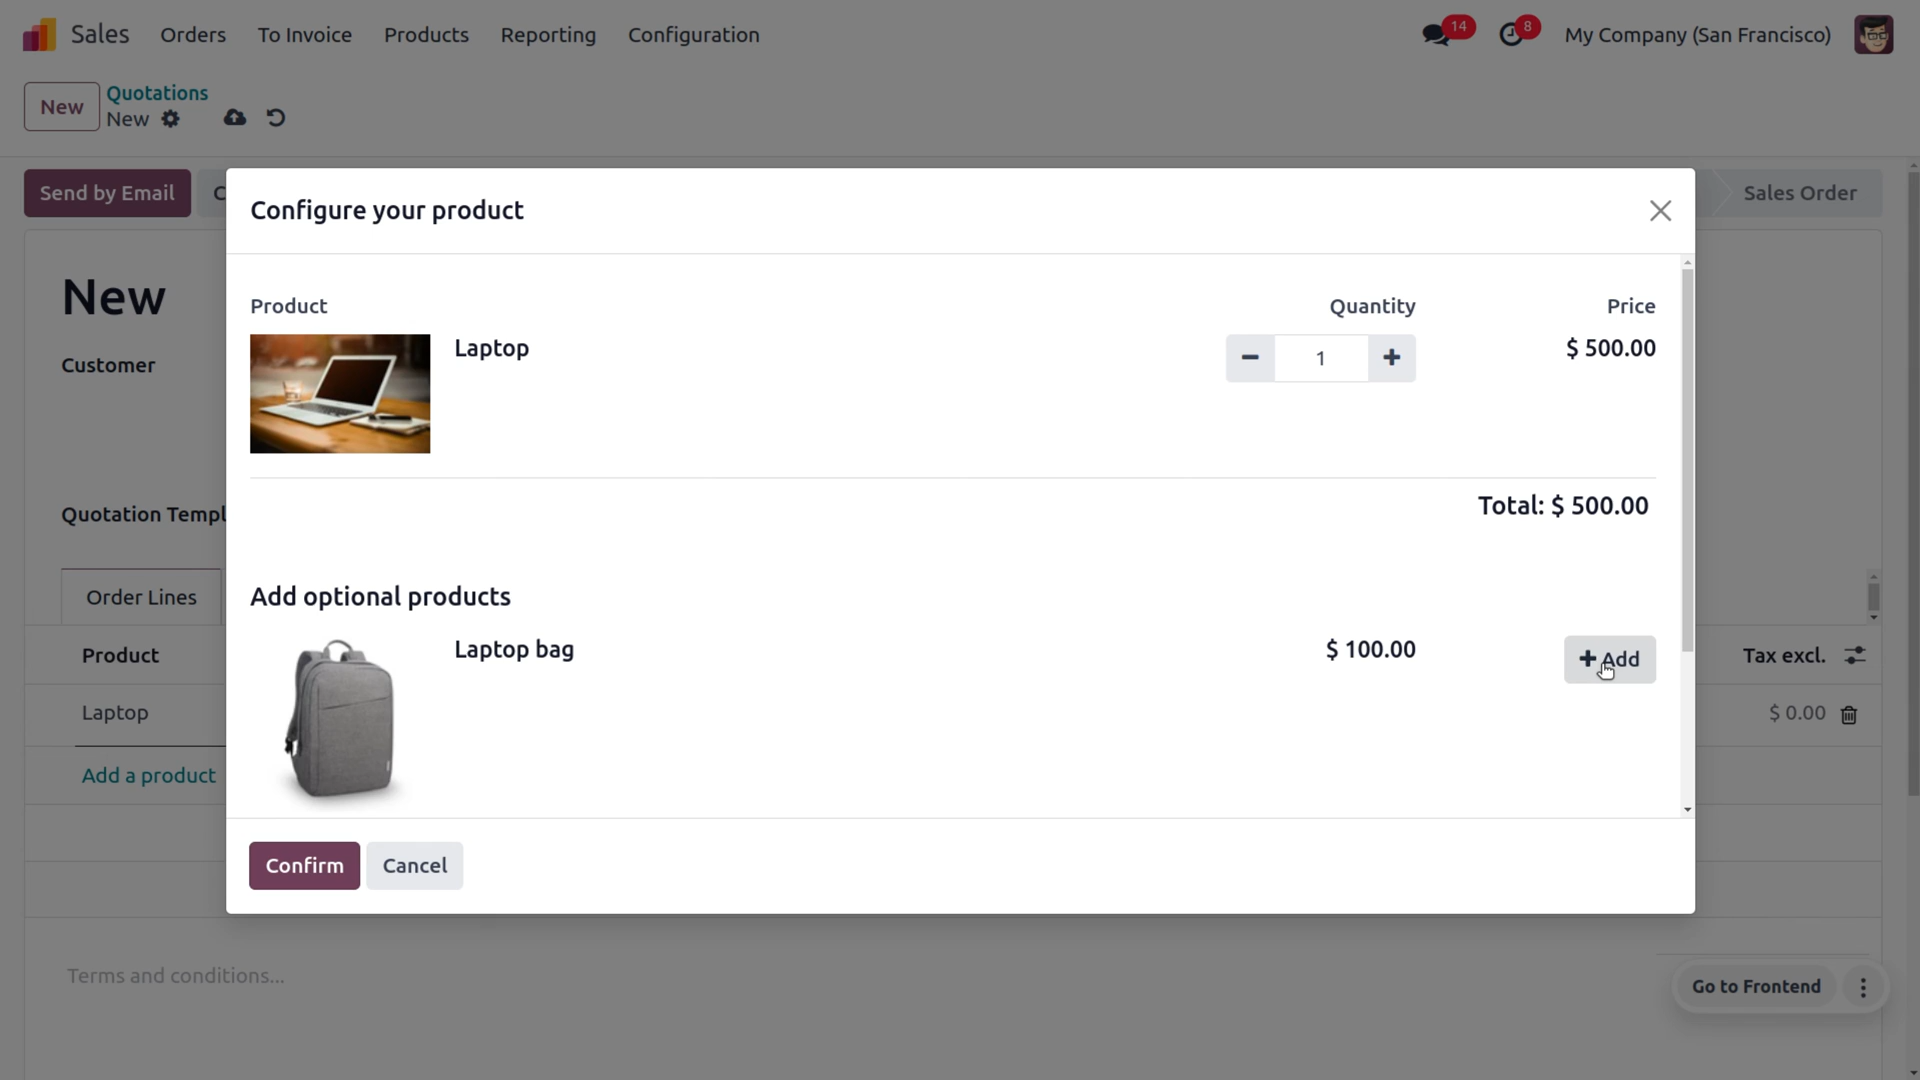 Sales Orders To Invoice Products Reporting Configuration 14 8 My Company (San Francisco)
New Quotations
New
Send by Email C Sales Order
Configure your product
New
Product Quantity Price
Laptop 1 $ 500.00
Customer
Total: $ 500.00
Quotation Templ
Add optional products
Order Lines
Laptop bag $ 100.00 Add
Product Tax excl.
Laptop $ 0.00
Add a product
Confirm Cancel
Terms and conditions...
Go to Frontend